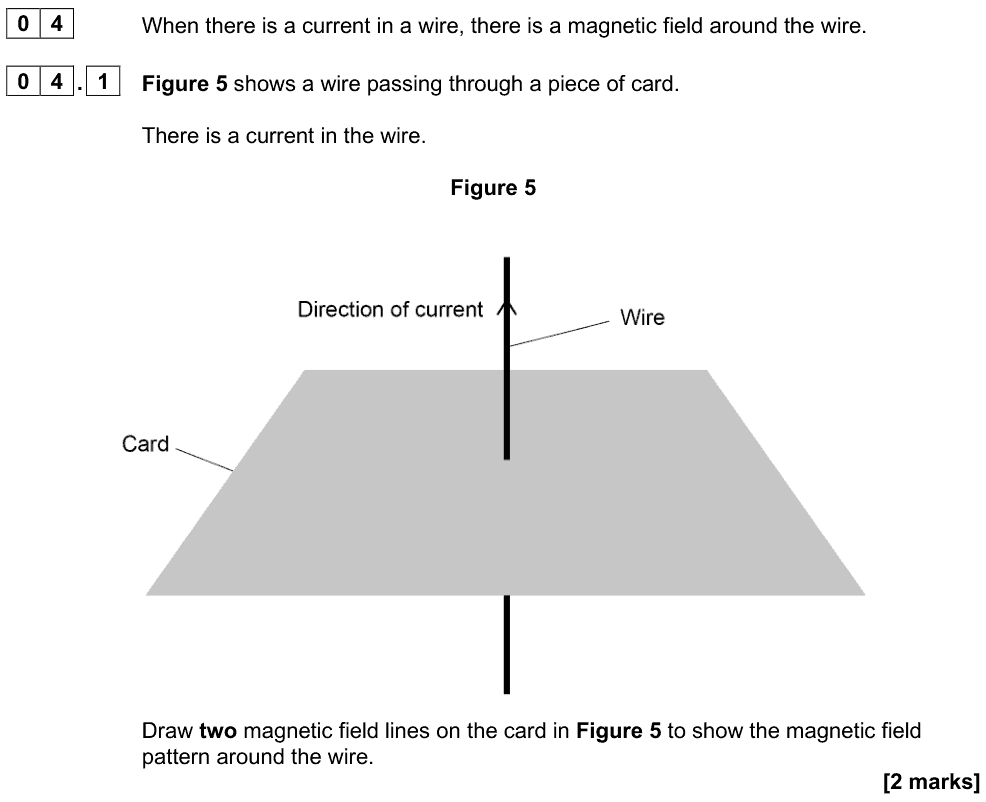 0 4 When there is a current in a wire, there is a magnetic field around the wire.
0 4 . 1 Figure 5 shows a wire passing through a piece of card.
There is a current in the wire.
Figure 5
Direction of current
Wire
Card
Draw two magnetic field lines on the card in Figure 5 to show the magnetic field
pattern around the wire.
[2 marks]